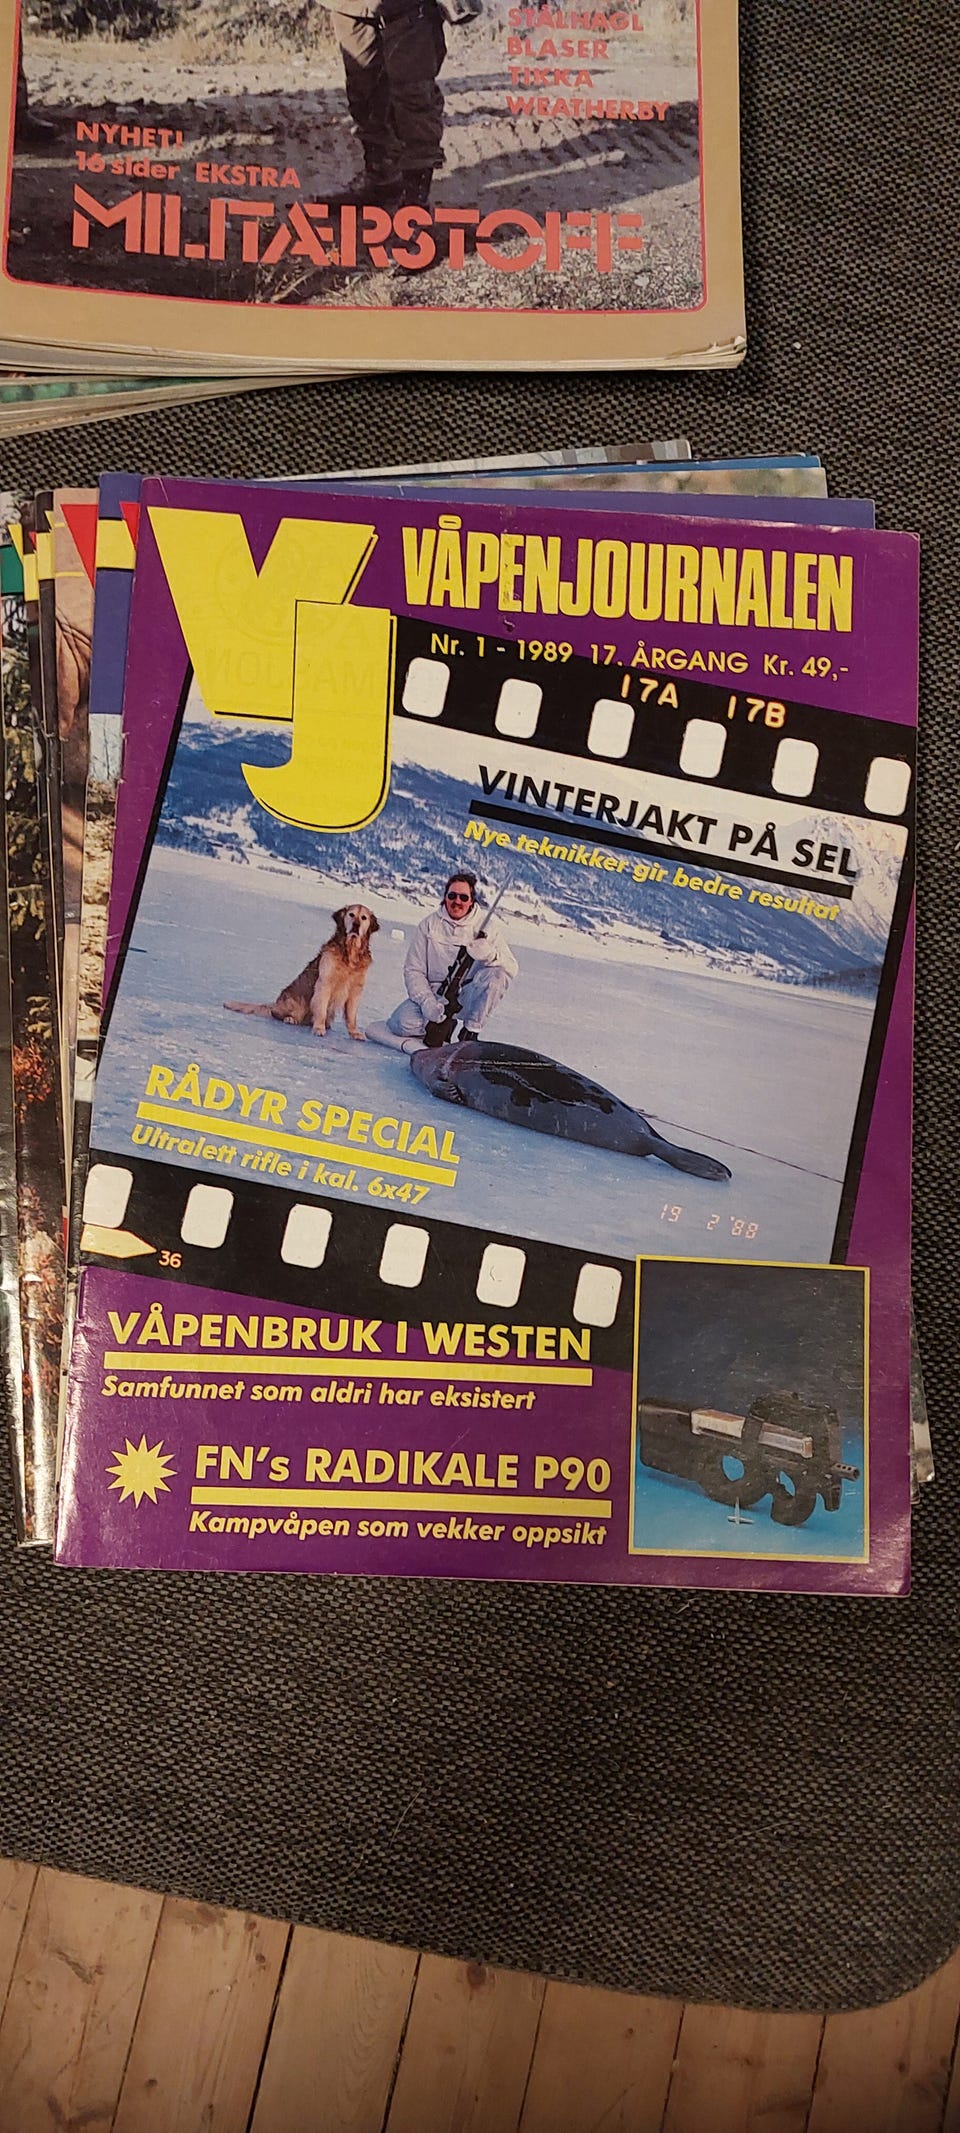 STÅLHAGL
BLASER
TIKKA
WEATHERBY
NYHET!
16 sider EKSTRA
MILITÆRSTOFF
VJ
VÅPENJOURNALEN
Nr. 1 - 1989 17. ÅRGANG Kr. 49,-
17A 17B
VINTERJAKT PÅ SEL
Nye teknikker gir bedre resultat
RÅDYR SPECIAL
Ultralett rifle i kal. 6x47
19 2 '88
36
VÅPENBRUK I WESTEN
Samfunnet som aldri har eksistert
FN's RADIKALE P90
Kampvåpen som vekker oppsikt